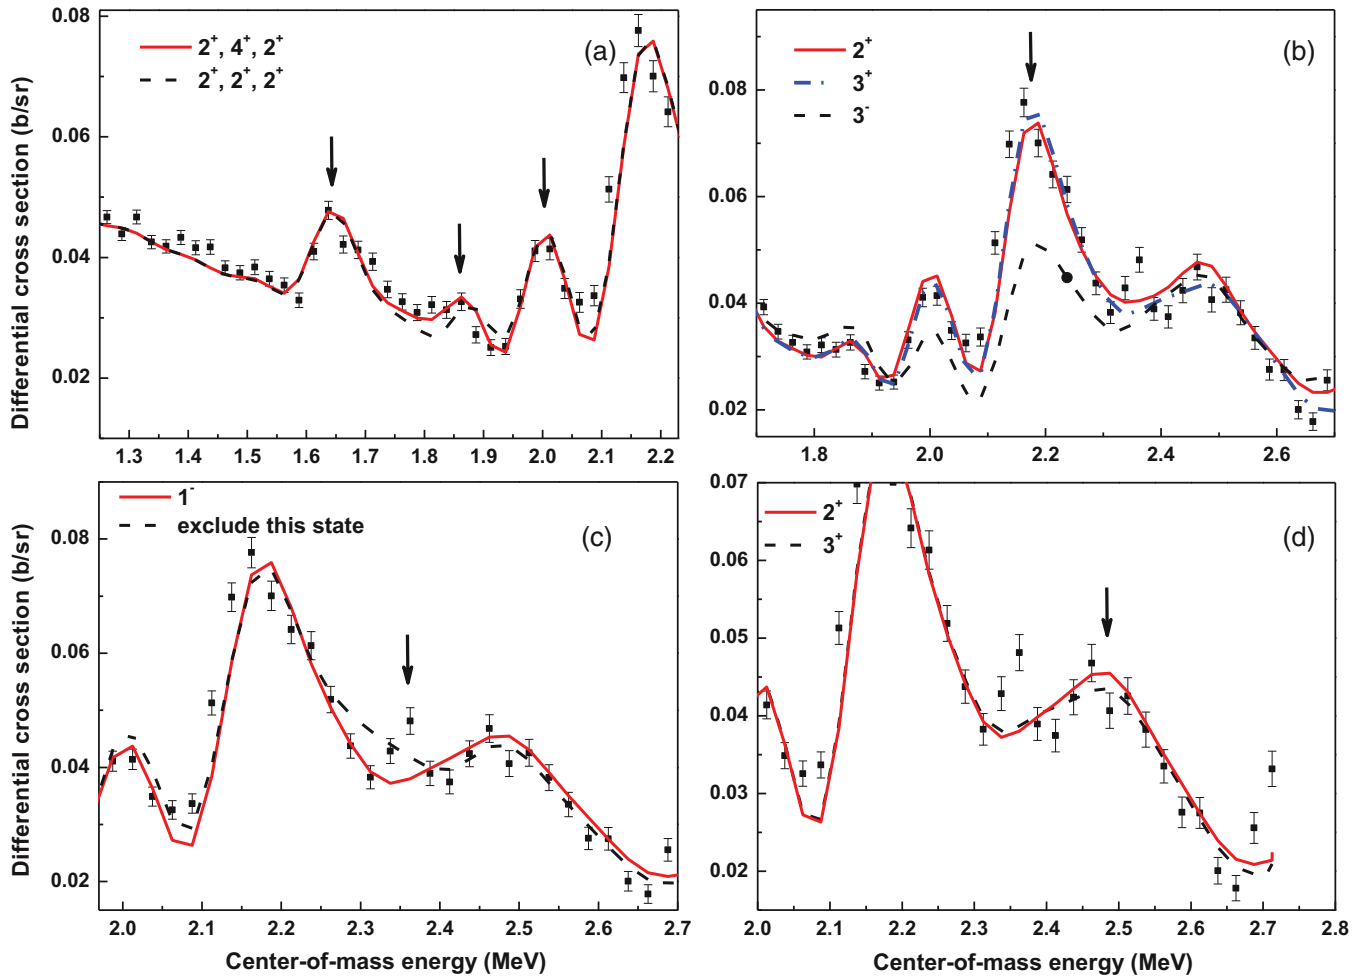 0.08
0.06
0.04
0.02
Differential cross section (b/sr)
2⁺, 4⁺, 2⁺
2⁺, 2⁺, 2⁺
(a)
1.3 1.4 1.5 1.6 1.7 1.8 1.9 2.0 2.1 2.2
0.08
0.06
0.04
0.02
2⁺
3⁺
3⁻
(b)
1.8 2.0 2.2 2.4 2.6
0.08
0.06
0.04
0.02
Differential cross section (b/sr)
1⁻
exclude this state
(c)
2.0 2.1 2.2 2.3 2.4 2.5 2.6 2.7
Center-of-mass energy (MeV)
0.07
0.06
0.05
0.04
0.03
0.02
2⁺
3⁺
(d)
2.0 2.1 2.2 2.3 2.4 2.5 2.6 2.7 2.8
Center-of-mass energy (MeV)